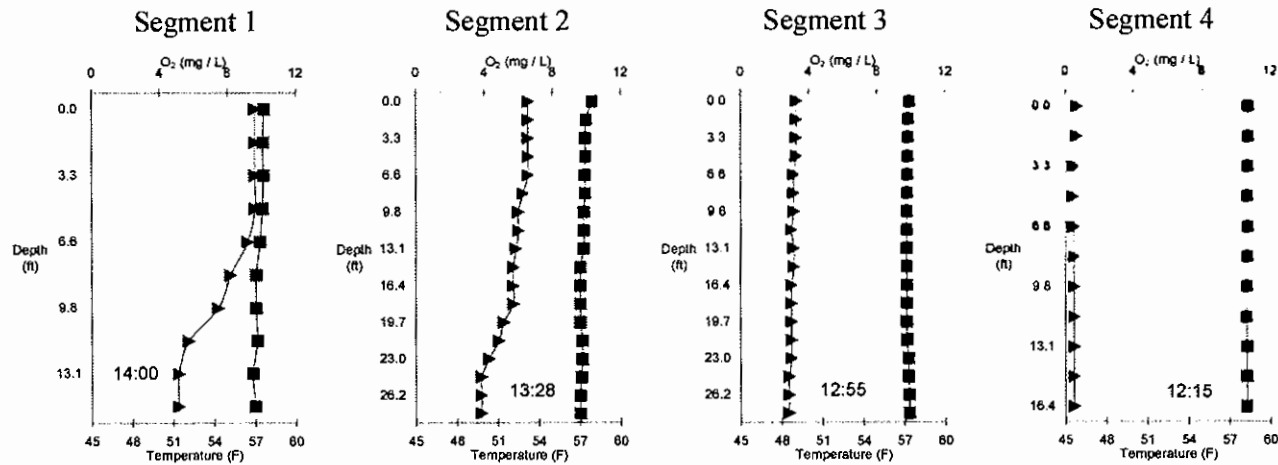 Segment 1 Segment 2 Segment 3 Segment 4
O₂ (mg / L) O₂ (mg / L) O₂ (mg / L) O₂ (mg / L)
0 4 8 12 0 4 8 12 0 4 8 12 0 4 8 12
0.0 0.0 0.0 0.0
3.3 3.3 3.3 3.3
6.6 6.6 6.6 6.6
9.8 9.8 9.8 9.8
13.1 13.1 13.1 13.1
16.4 16.4 16.4
19.7 19.7
23.0 23.0
26.2 26.2
Depth Depth Depth Depth
(ft) (ft) (ft) (ft)
14:00 13:28 12:55 12:15
45 51 54 57 60 45 48 51 54 57 60 45 48 51 54 57 60 45 48 51 54 57 60
Temperature (F) Temperature (F) Temperature (F) Temperature (F)